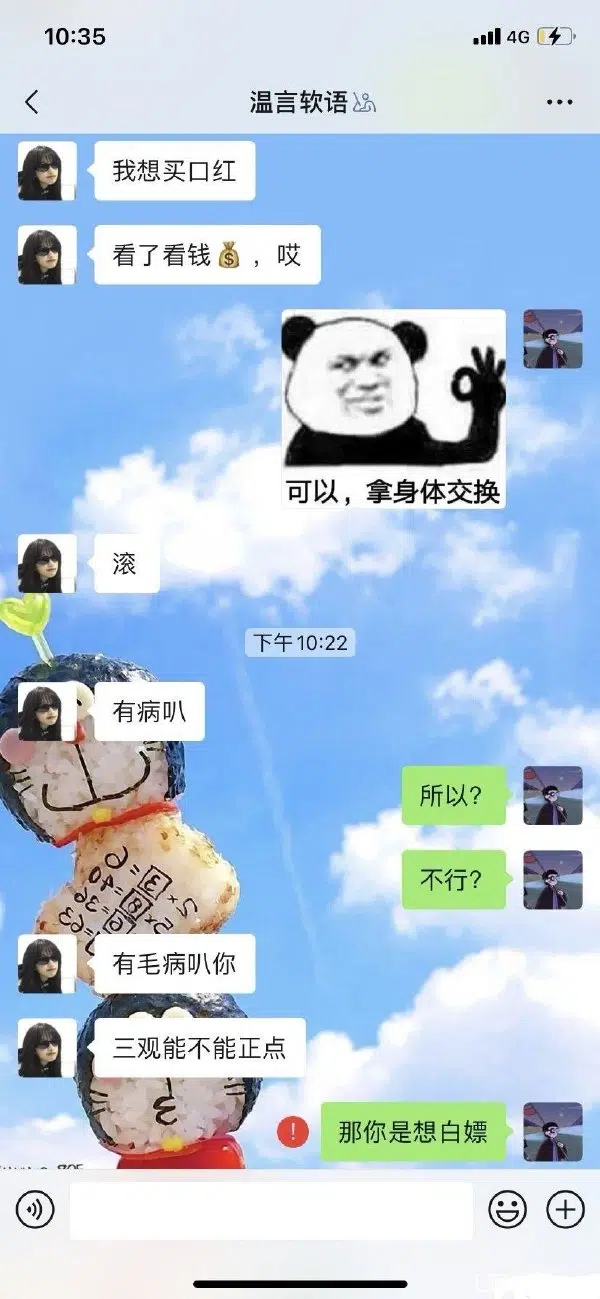 10:35
4G
温言软语
我想买口红
看了看钱💰，哎
可以，拿身体交换
滚
下午10:22
有病叭
所以？
不行？
有毛病叭你
三观能不能正点
那你是想白嫖